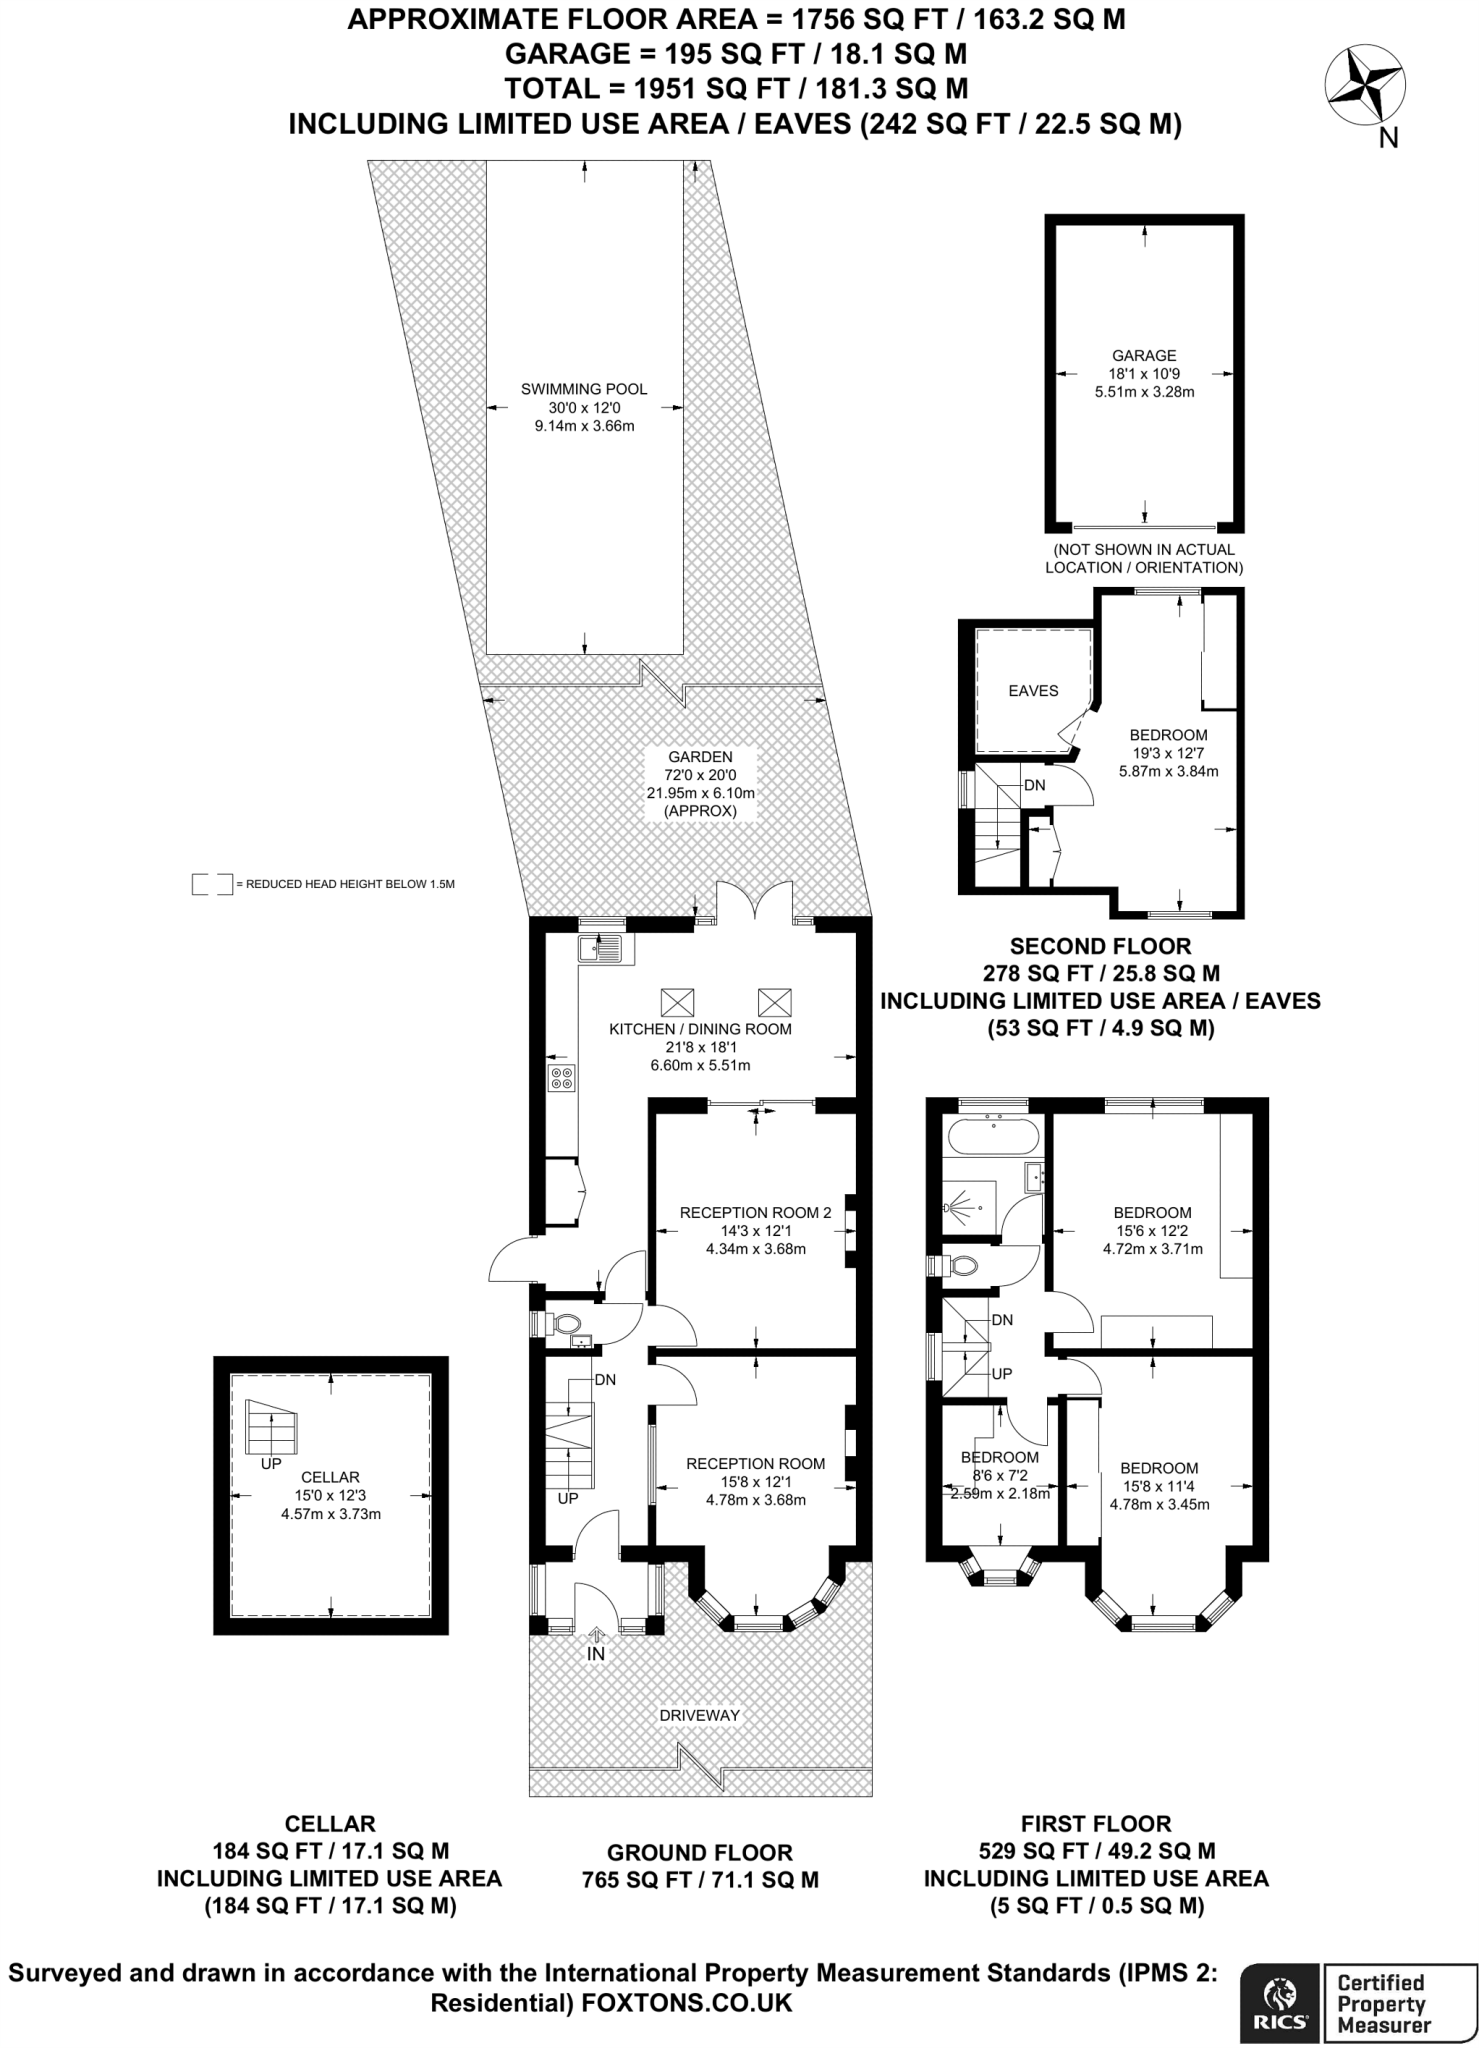 APPROXIMATE FLOOR AREA = 1756 SQ FT / 163.2 SQ M
GARAGE = 195 SQ FT / 18.1 SQ M
TOTAL = 1951 SQ FT / 181.3 SQ M
INCLUDING LIMITED USE AREA / EAVES (242 SQ FT / 22.5 SQ M)
N
SWIMMING POOL
30'0 x 12'0
9.14m x 3.66m
GARAGE
18'1 x 10'9
5.51m x 3.28m
(NOT SHOWN IN ACTUAL
LOCATION / ORIENTATION)
EAVES
BEDROOM
19'3 x 12'7
5.87m x 3.84m
DN
GARDEN
72'0 x 20'0
21.95m x 6.10m
(APPROX)
= REDUCED HEAD HEIGHT BELOW 1.5M
SECOND FLOOR
278 SQ FT / 25.8 SQ M
INCLUDING LIMITED USE AREA / EAVES
(53 SQ FT / 4.9 SQ M)
KITCHEN / DINING ROOM
21'8 x 18'1
6.60m x 5.51m
RECEPTION ROOM 2
14'3 x 12'1
4.34m x 3.68m
BEDROOM
15'6 x 12'2
4.72m x 3.71m
DN
UP
DN
UP
RECEPTION ROOM
15'8 x 12'1
4.78m x 3.68m
BEDROOM
8'6 x 7'2
2.59m x 2.18m
BEDROOM
15'8 x 11'4
4.78m x 3.45m
UP
CELLAR
15'0 x 12'3
4.57m x 3.73m
IN
DRIVEWAY
CELLAR
184 SQ FT / 17.1 SQ M
INCLUDING LIMITED USE AREA
(184 SQ FT / 17.1 SQ M)
GROUND FLOOR
765 SQ FT / 71.1 SQ M
FIRST FLOOR
529 SQ FT / 49.2 SQ M
INCLUDING LIMITED USE AREA
(5 SQ FT / 0.5 SQ M)
Surveyed and drawn in accordance with the International Property Measurement Standards (IPMS 2:
Residential) FOXTONS.CO.UK
RICS
Certified
Property
Measurer